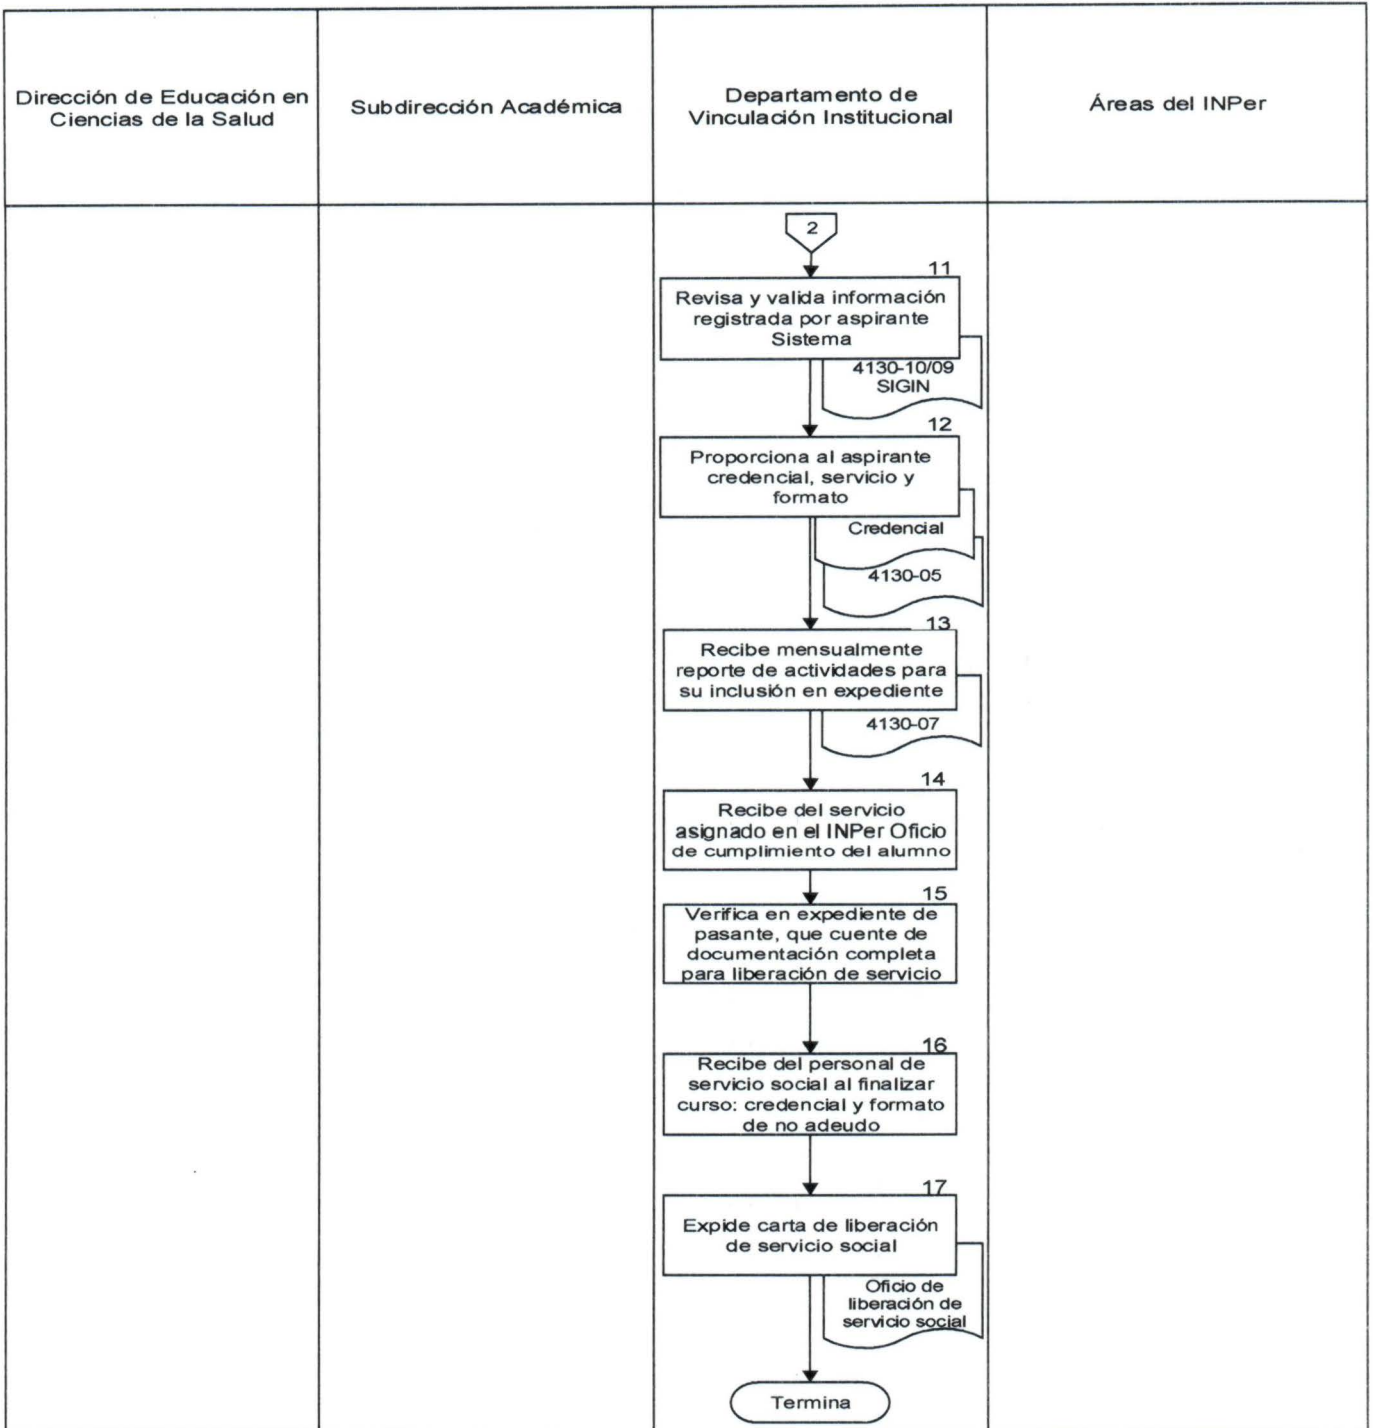 Dirección de Educación en
Ciencias de la Salud
Subdirección Académica
Departamento de
Vinculación Institucional
Áreas del INPer
2
11
Revisa y valida información
registrada por aspirante
Sistema
4130-10/09
SIGIN
12
Proporciona al aspirante
credencial, servicio y
formato
Credencial
4130-05
13
Recibe mensualmente
reporte de actividades para
su inclusión en expediente
4130-07
14
Recibe del servicio
asignado en el INPer Oficio
de cumplimiento del alumno
15
Verifica en expediente de
pasante, que cuente de
documentación completa
para liberación de servicio
16
Recibe del personal de
servicio social al finalizar
curso: credencial y formato
de no adeudo
17
Expide carta de liberación
de servicio social
Oficio de
liberación de
servicio social
Termina